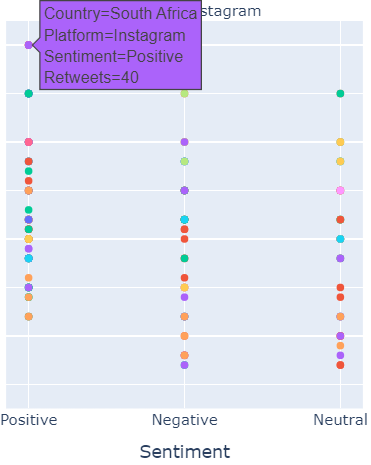 Country=South Africa
stagram
Platform=Instagram
Sentiment=Positive
Retweets=40
Positive Negative Neutral
Sentiment